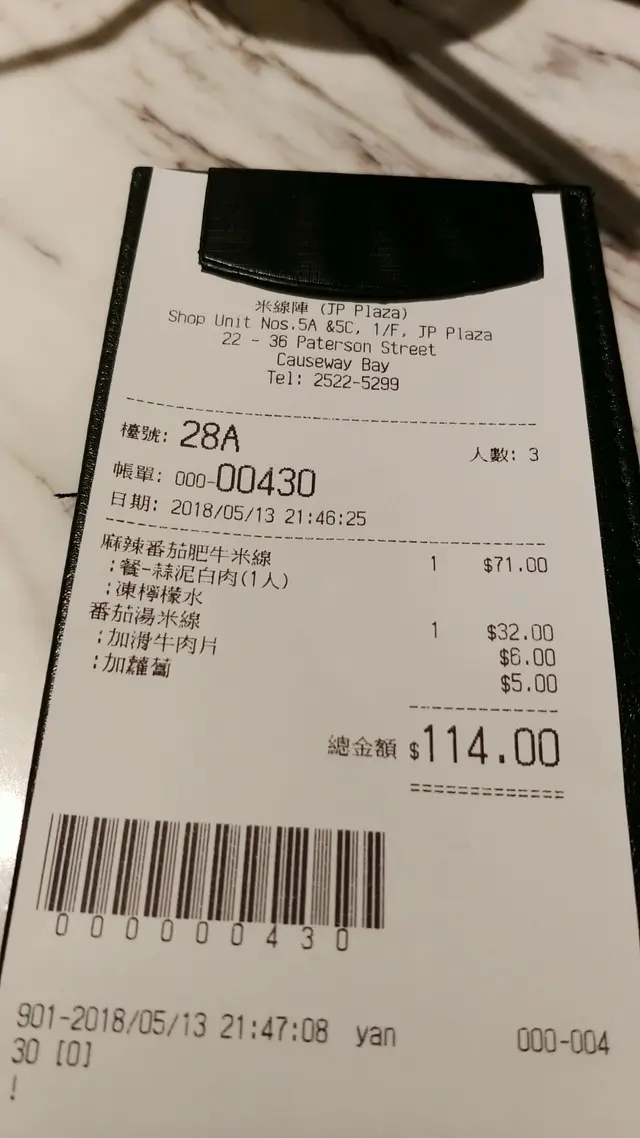 米線陣 (JP Plaza)
Shop Unit Nos.5A &5C, 1/F, JP Plaza
22 - 36 Paterson Street
Causeway Bay
Tel: 2522-5299
檯號: 28A 人數: 3
帳單: 000-00430
日期: 2018/05/13 21:46:25
麻辣番茄肥牛米線 1 $71.00
:餐-蒜泥白肉(1人)
:凍檸檬水
番茄湯米線 1 $32.00
:加滑牛肉片 $6.00
:加蘿蔔 $5.00
總金額 $114.00
000000430
901-2018/05/13 21:47:08 yan 000-004
30 [0]
!